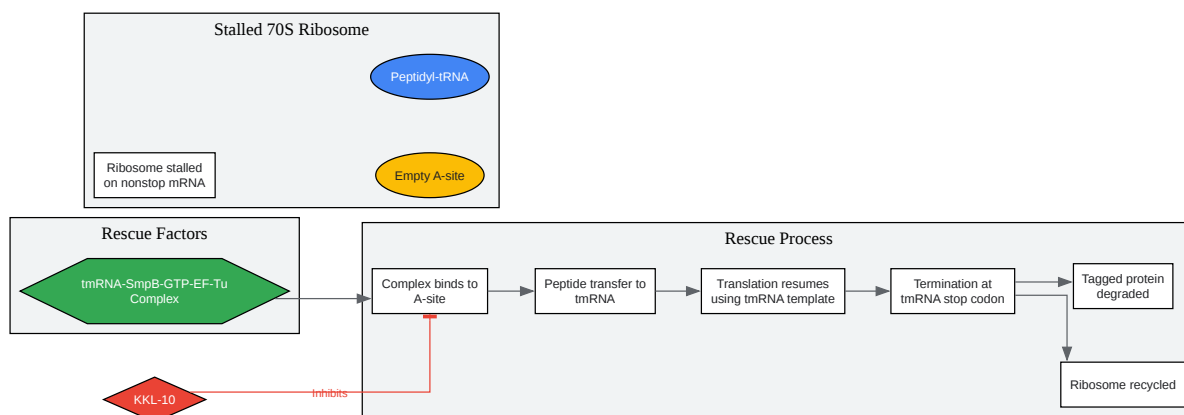 Stalled 70S Ribosome
Peptidyl-tRNA
Ribosome stalled
on nonstop mRNA
Empty A-site
Rescue Factors
tmRNA-SmpB-GTP-EF-Tu
Complex
Rescue Process
Complex binds to
A-site
Peptide transfer to
tmRNA
Translation resumes
using tmRNA template
Termination at
tmRNA stop codon
Tagged protein
degraded
Ribosome recycled
KKL-10
Inhibits